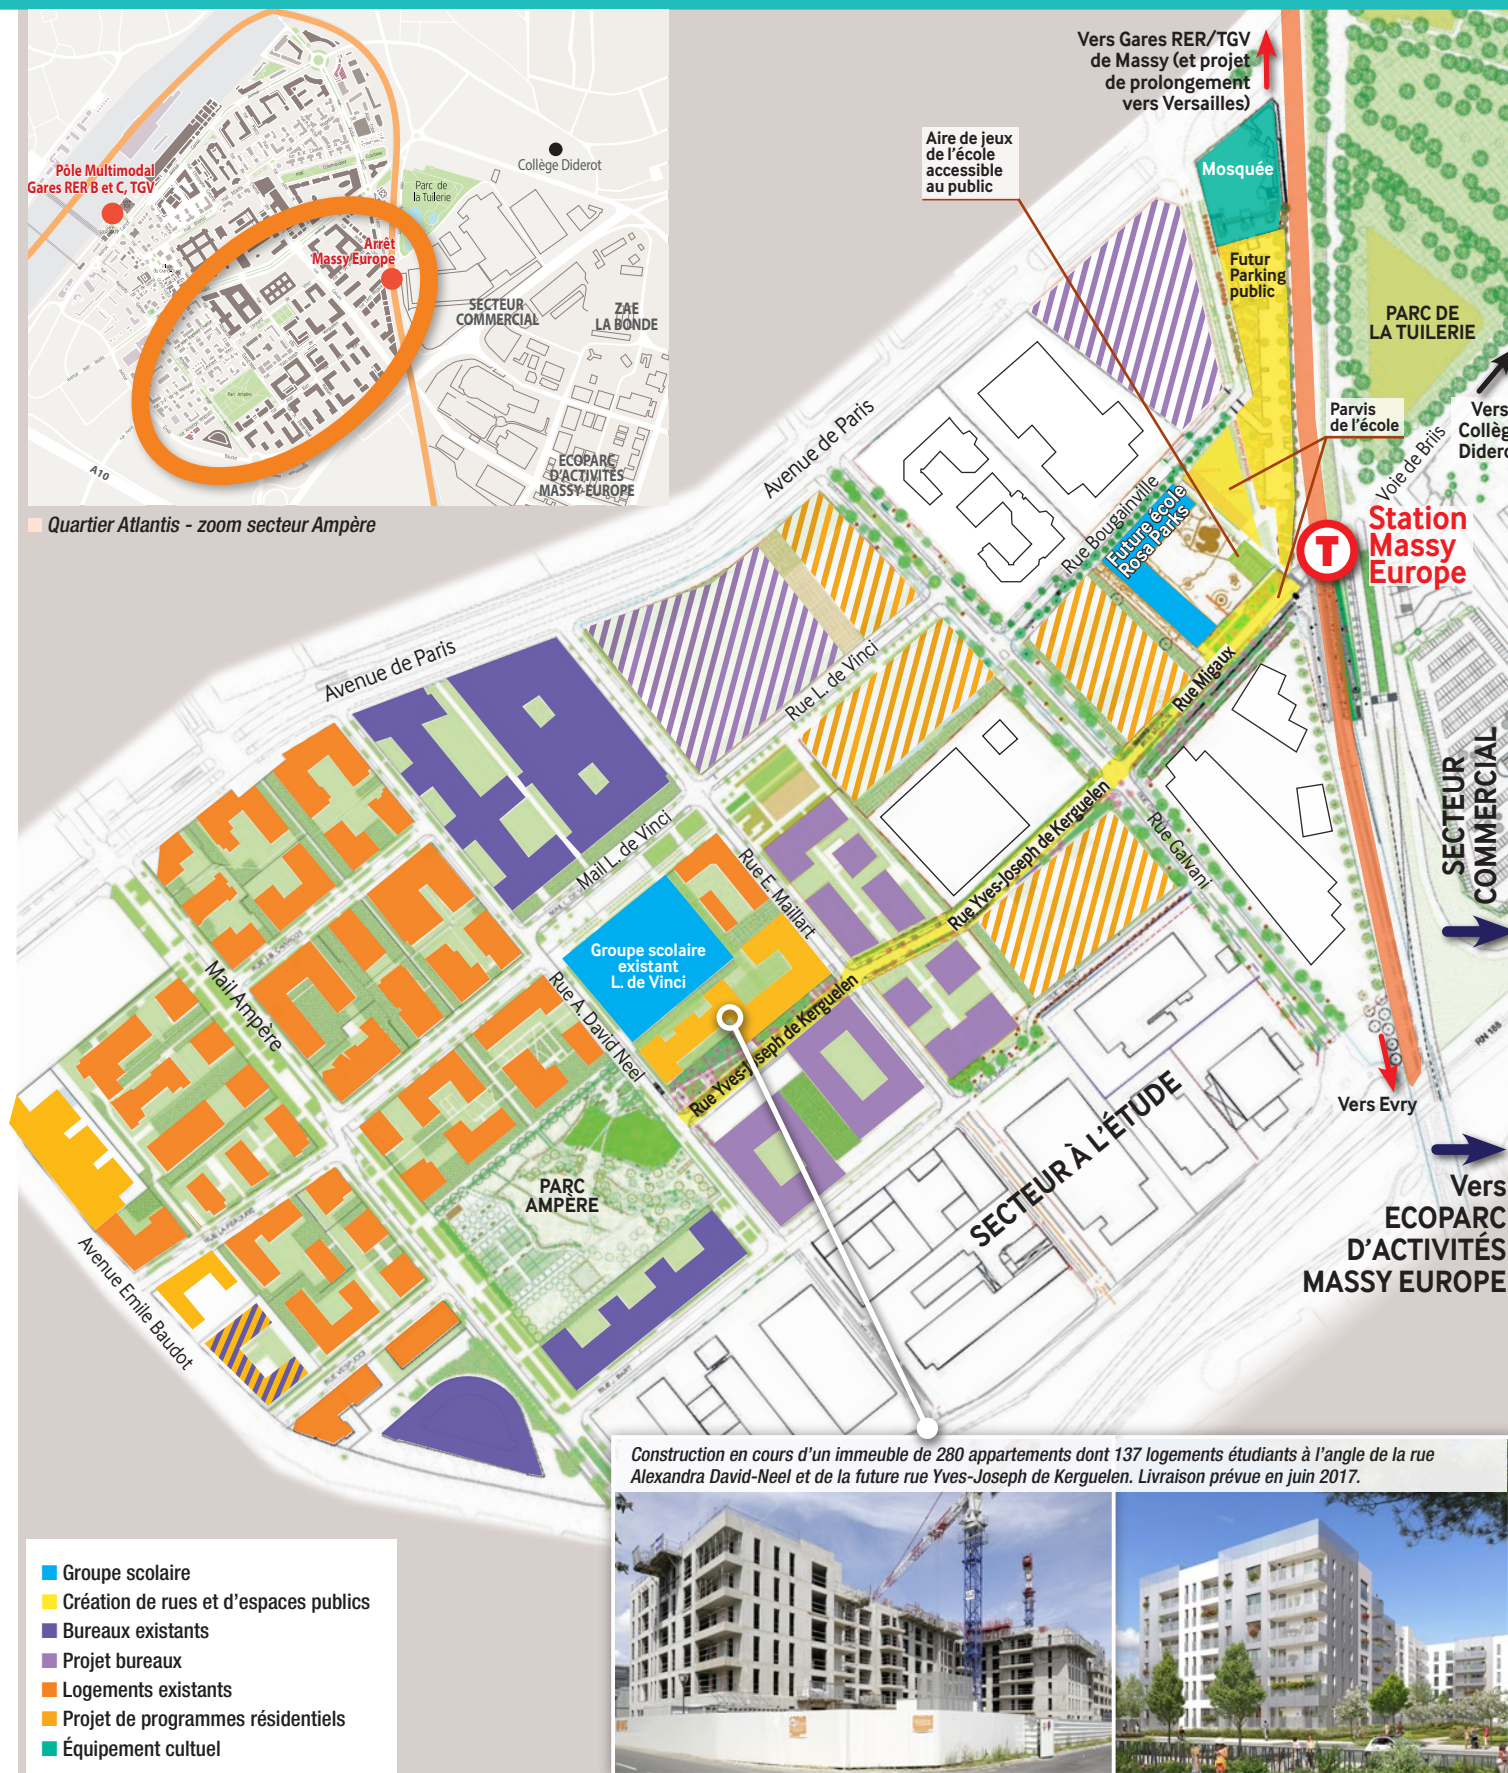 Pôle Multimodal
Gares RER B et C, TGV
Arrêt
Massy Europe
Parc de
la Tuilerie
Collège Diderot
SECTEUR
COMMERCIAL
ZAE
LA BONDE
ECOPARC
D'ACTIVITÉS
MASSY-EUROPE
Parc Ampère
A10
Quartier Atlantis - zoom secteur Ampère
Vers Gares RER/TGV
de Massy (et projet
de prolongement
vers Versailles)
Aire de jeux
de l'école
accessible
au public
Mosquée
Futur
Parking
public
PARC DE
LA TUILERIE
Parvis
de l'école
Vers
Collèg
Didero
Voie de Briis
Station
Massy
Europe
T
Avenue de Paris
Rue Bougainville
Future école
Rosa Parks
Rue Migaux
Avenue de Paris
Rue L. de Vinci
Mail L. de Vinci
Rue E. Maillart
Rue Yves-Joseph de Kerguelen
Rue Galvani
SECTEUR
COMMERCIAL
Groupe scolaire
existant
L. de Vinci
Mail Ampère
Rue A. David Neel
Rue Yves-Joseph de Kerguelen
RN 188
Vers Evry
SECTEUR À L'ÉTUDE
PARC
AMPÈRE
Vers
ECOPARC
D'ACTIVITÉS
MASSY EUROPE
Avenue Emile Baudot
Construction en cours d'un immeuble de 280 appartements dont 137 logements étudiants à l'angle de la rue
Alexandra David-Neel et de la future rue Yves-Joseph de Kerguelen. Livraison prévue en juin 2017.
Groupe scolaire
Création de rues et d'espaces publics
Bureaux existants
Projet bureaux
Logements existants
Projet de programmes résidentiels
Équipement cultuel